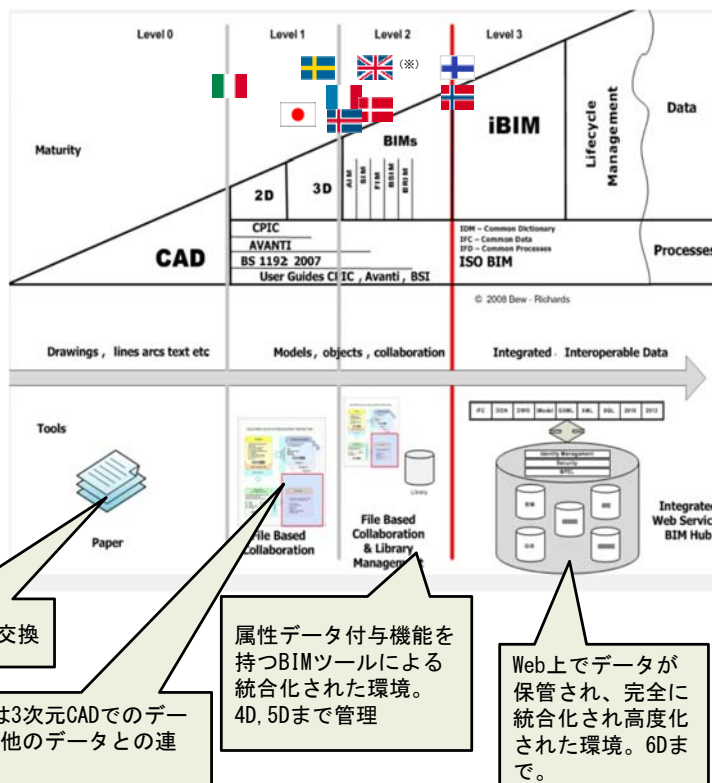 Level 0
Level 1
Level 2
Level 3
(※)
Maturity
Data
BIMs
iBIM
Lifecycle
Management
2D
3D
AIM
SIM
FIM
BSIM
BRIM
CAD
CPIC
AVANTI
BS 1192 2007
User Guides CPIC , Avanti , BSI
IDM – Common Dictionary
IFC – Common Data
IFD – Common Processes
ISO BIM
Processes
© 2008 Bew - Richards
Drawings , lines arcs text etc
Models , objects , collaboration
Integrated , Interoperable Data
Tools
Identity Management
Security
Library
Paper
File Based
Collaboration
File Based
Collaboration
& Library
Management
Integrated
Web Service
BIM Hub
交換
は3次元CADでのデー
他のデータとの連
属性データ付与機能を
持つBIMツールによる
統合化された環境。
4D,5Dまで管理
Web上でデータが
保管され、完全に
統合化され高度化
された環境。6Dま
で。